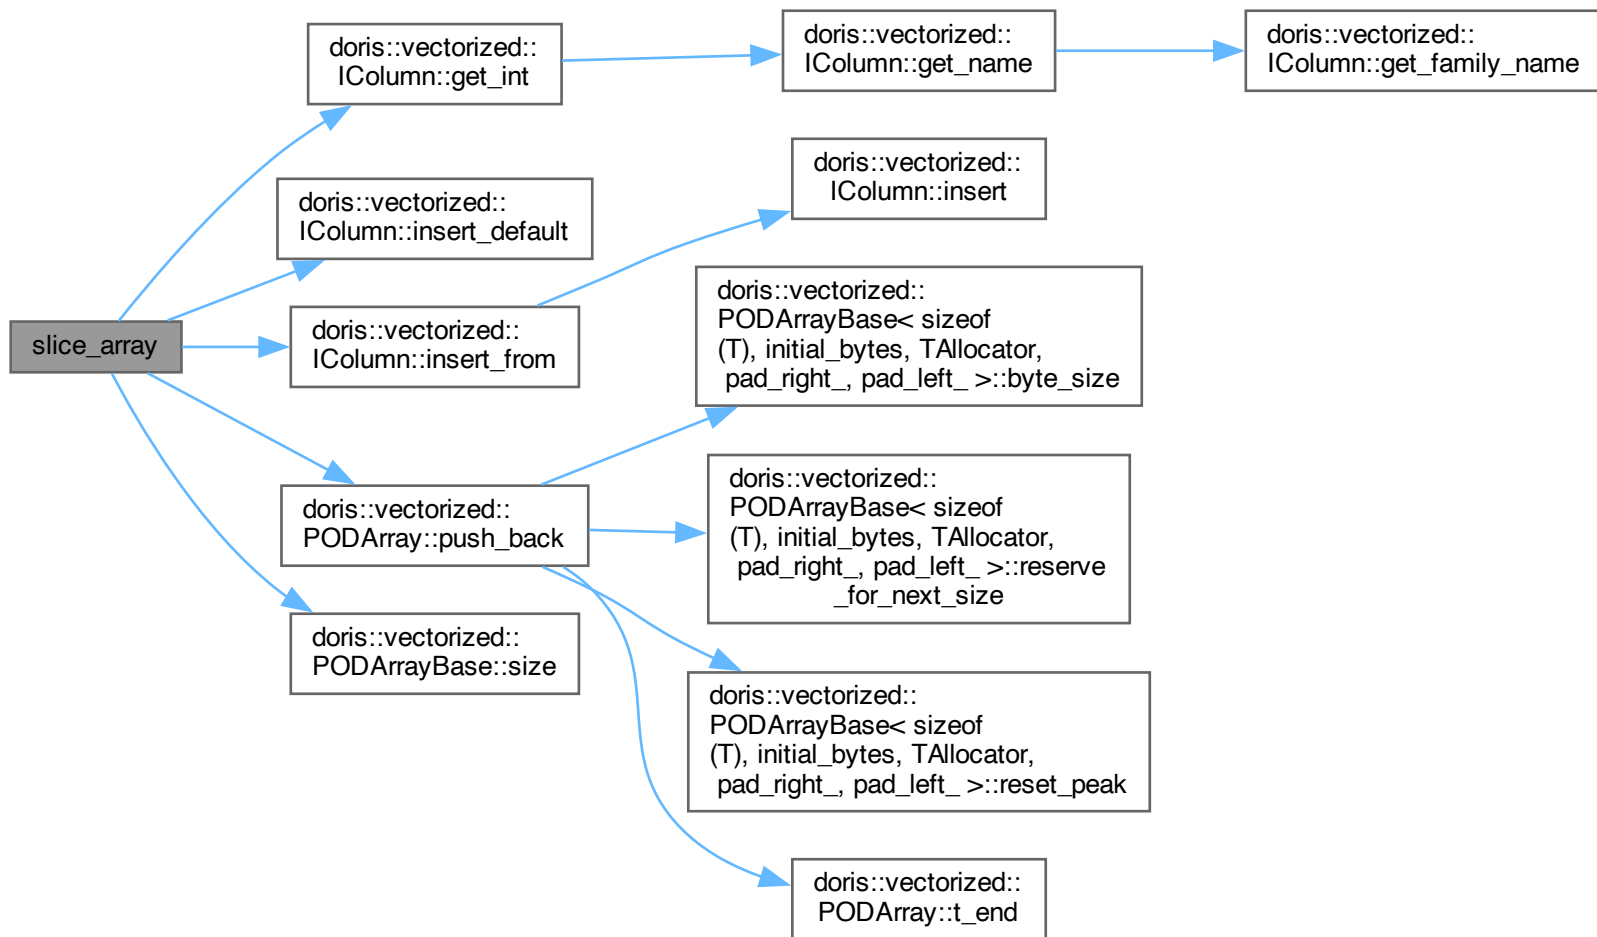 slice_array
doris::vectorized::
IColumn::get_int
doris::vectorized::
IColumn::get_name
doris::vectorized::
IColumn::get_family_name
doris::vectorized::
IColumn::insert_default
doris::vectorized::
IColumn::insert_from
doris::vectorized::
IColumn::insert
doris::vectorized::
PODArray::push_back
doris::vectorized::
PODArrayBase< sizeof
(T), initial_bytes, TAllocator,
pad_right_, pad_left_ >::byte_size
doris::vectorized::
PODArrayBase< sizeof
(T), initial_bytes, TAllocator,
pad_right_, pad_left_ >::reserve
_for_next_size
doris::vectorized::
PODArrayBase< sizeof
(T), initial_bytes, TAllocator,
pad_right_, pad_left_ >::reset_peak
doris::vectorized::
PODArray::t_end
doris::vectorized::
PODArrayBase::size